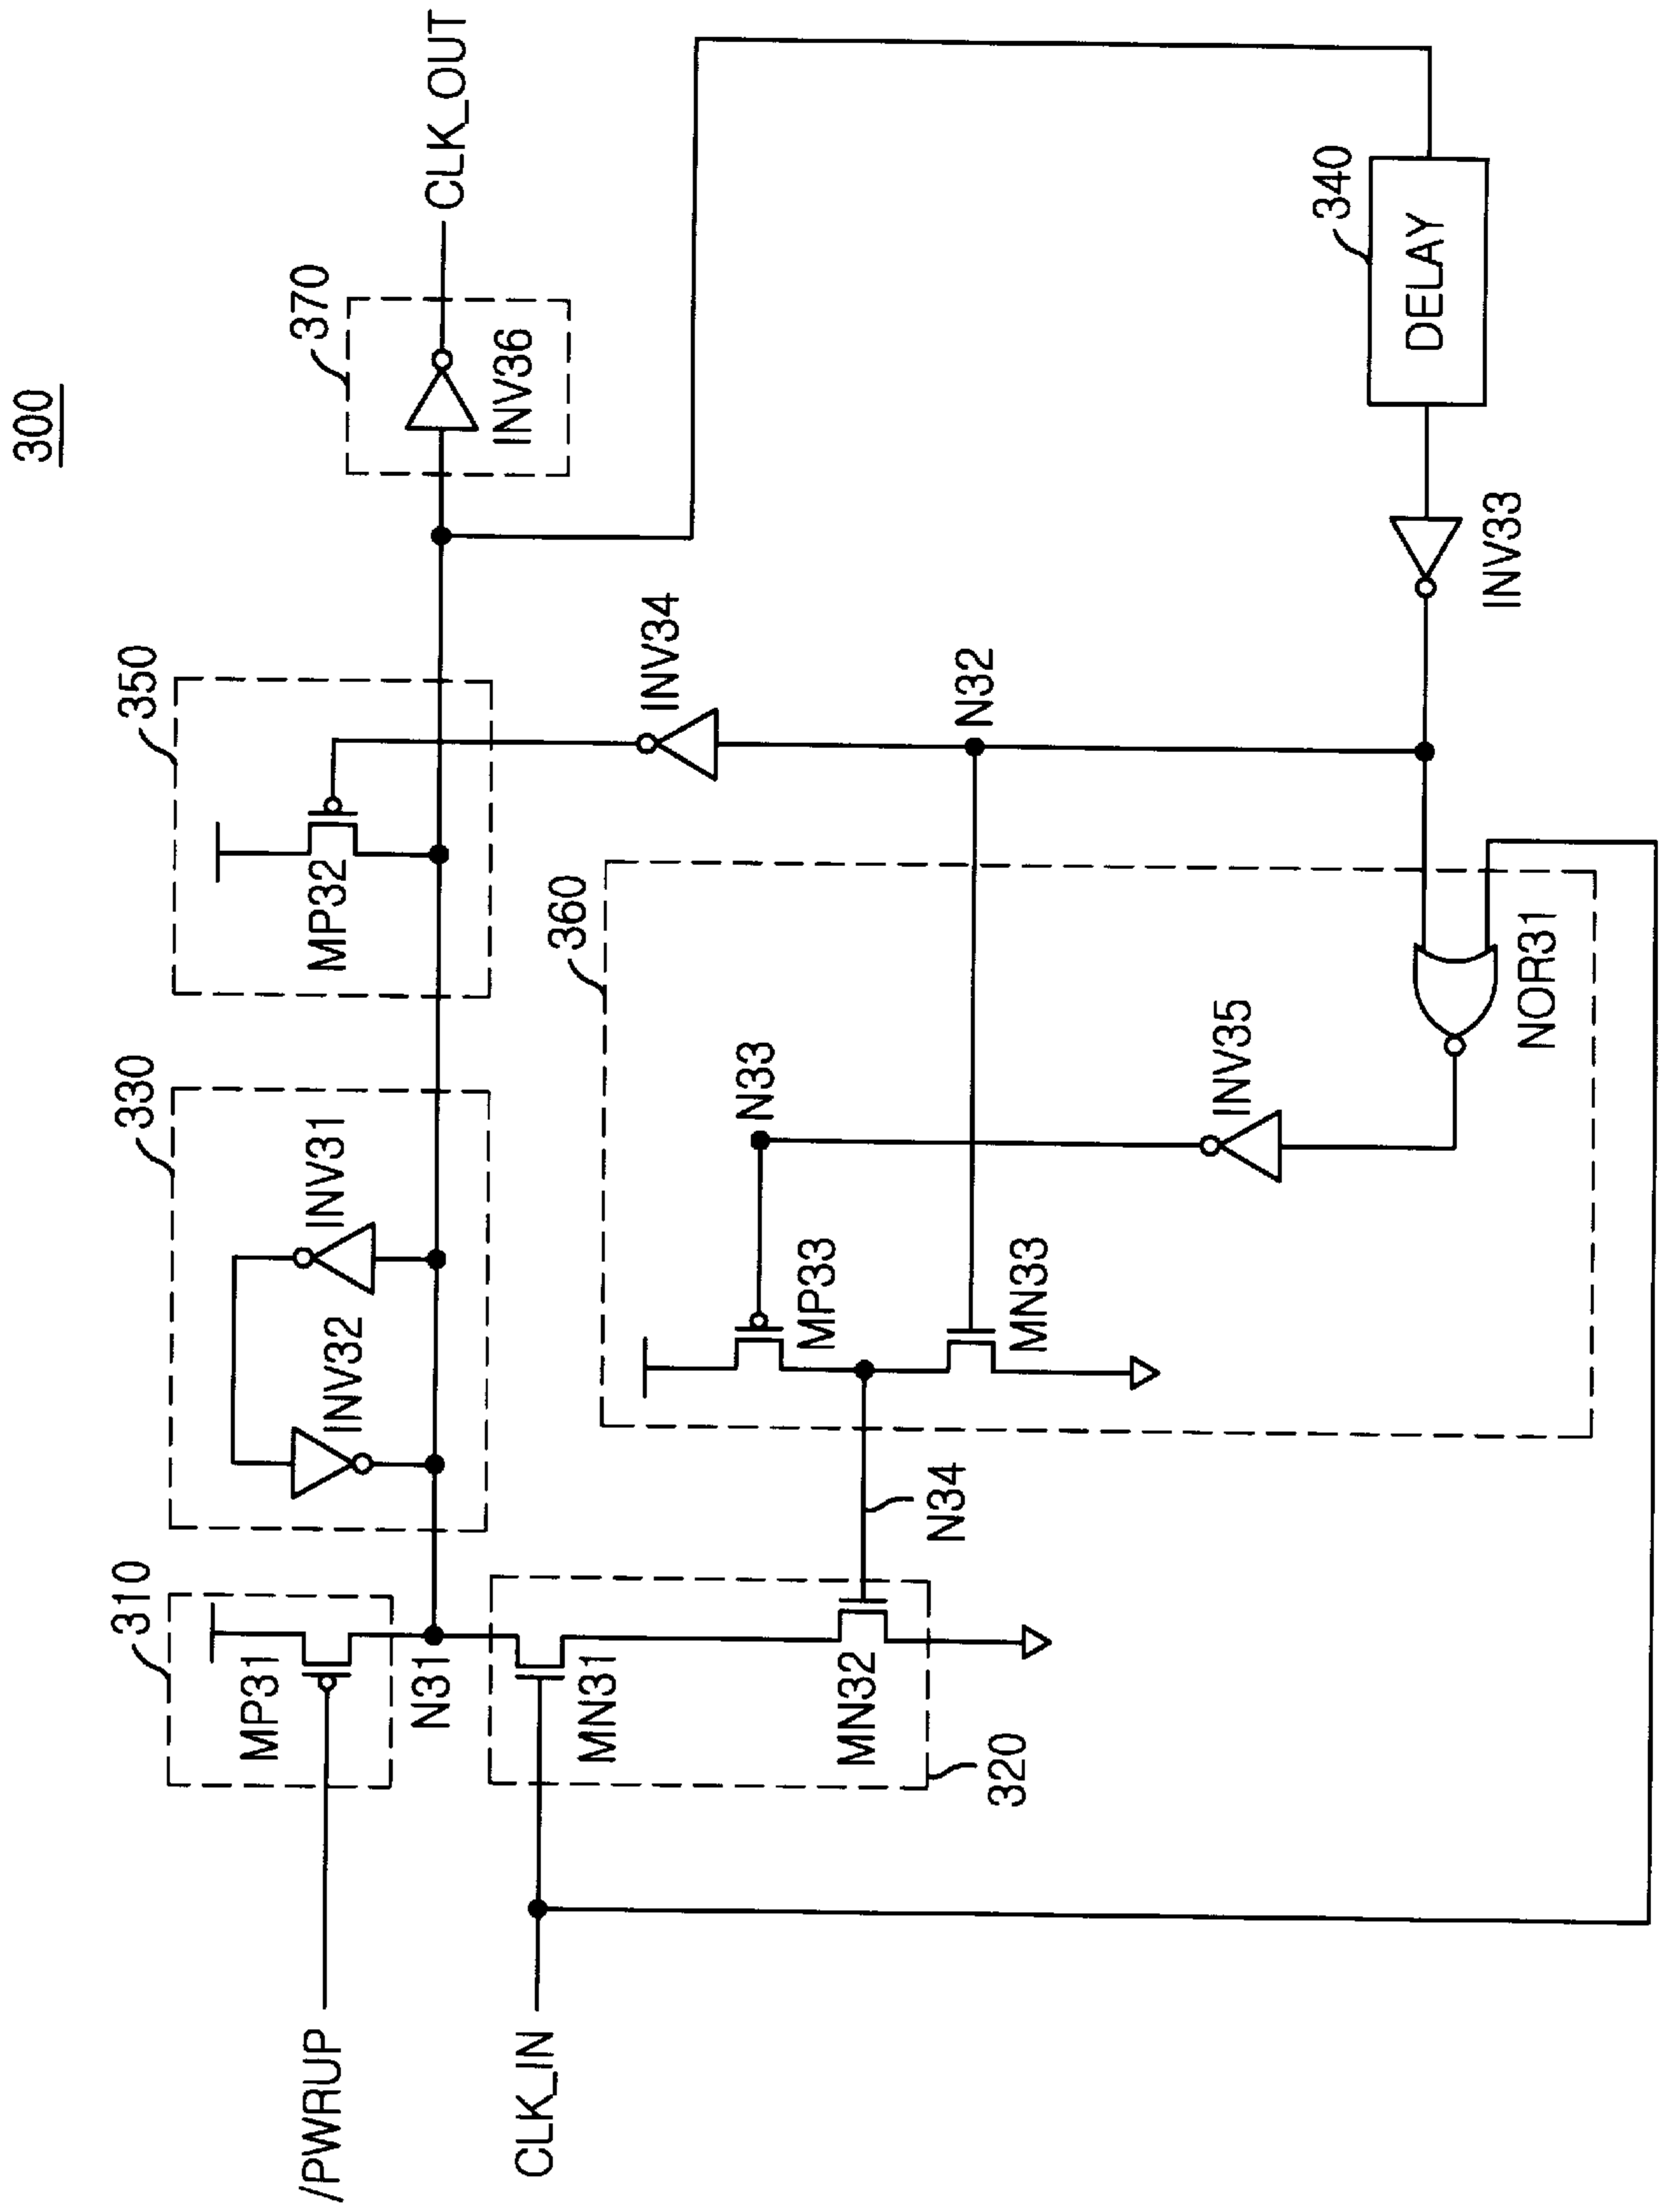 300
310
MP31
/PWRUP
N31
330
INV32
INV31
350
MP32
370
INV36
CLK_OUT
CLK_IN
MN31
MN32
320
N34
360
MP33
N33
MN33
INV35
NOR31
N32
INV34
INV33
340
DELAY